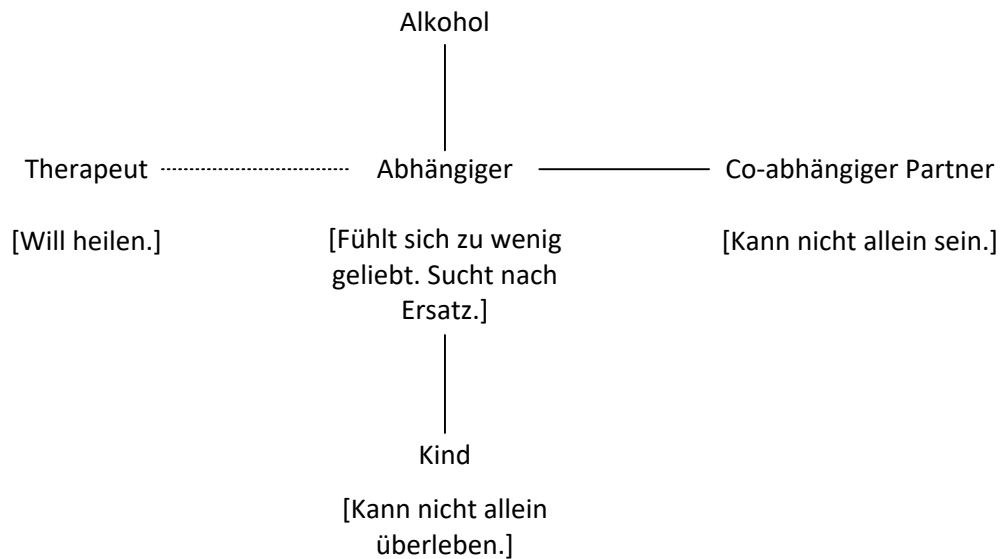 Alkohol
Therapeut
Abhängiger
Co-abhängiger Partner
[Will heilen.]
[Fühlt sich zu wenig
geliebt. Sucht nach
Ersatz.]
[Kann nicht allein sein.]
Kind
[Kann nicht allein
überleben.]